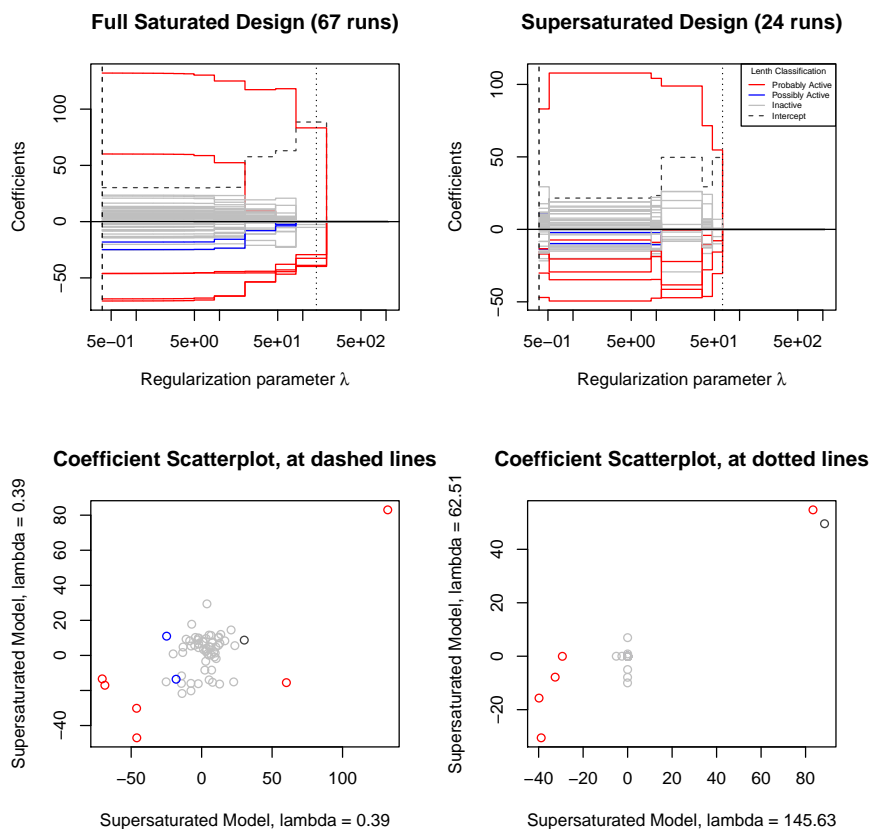 Full Saturated Design (67 runs)
Coefficients
100
50
0
−50
5e−01
5e+00
5e+01
5e+02
Regularization parameter λ
Supersaturated Design (24 runs)
Coefficients
100
50
0
−50
5e−01
5e+00
5e+01
5e+02
Regularization parameter λ
Lenth Classification
Probably Active
Possibly Active
Inactive
Intercept
Coefficient Scatterplot, at dashed lines
Supersaturated Model, lambda = 0.39
80
60
40
20
0
−40
−50
0
50
100
Supersaturated Model, lambda = 0.39
Coefficient Scatterplot, at dotted lines
Supersaturated Model, lambda = 62.51
40
20
0
−20
−40
−20
0
20
40
60
80
Supersaturated Model, lambda = 145.63